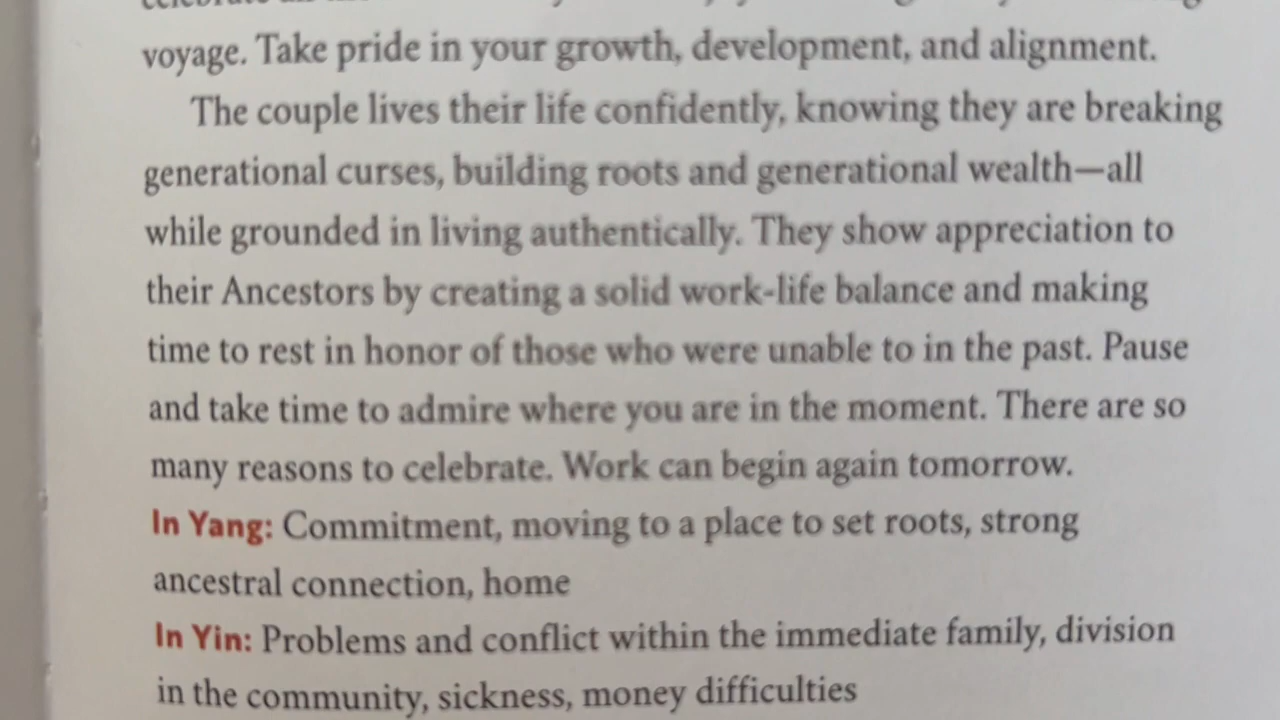 voyage. Take pride in your growth, development, and alignment.
The couple lives their life confidently, knowing they are breaking
generational curses, building roots and generational wealth—all
while grounded in living authentically. They show appreciation to
their Ancestors by creating a solid work-life balance and making
time to rest in honor of those who were unable to in the past. Pause
and take time to admire where you are in the moment. There are so
many reasons to celebrate. Work can begin again tomorrow.
In Yang: Commitment, moving to a place to set roots, strong
ancestral connection, home
In Yin: Problems and conflict within the immediate family, division
in the community, sickness, money difficulties